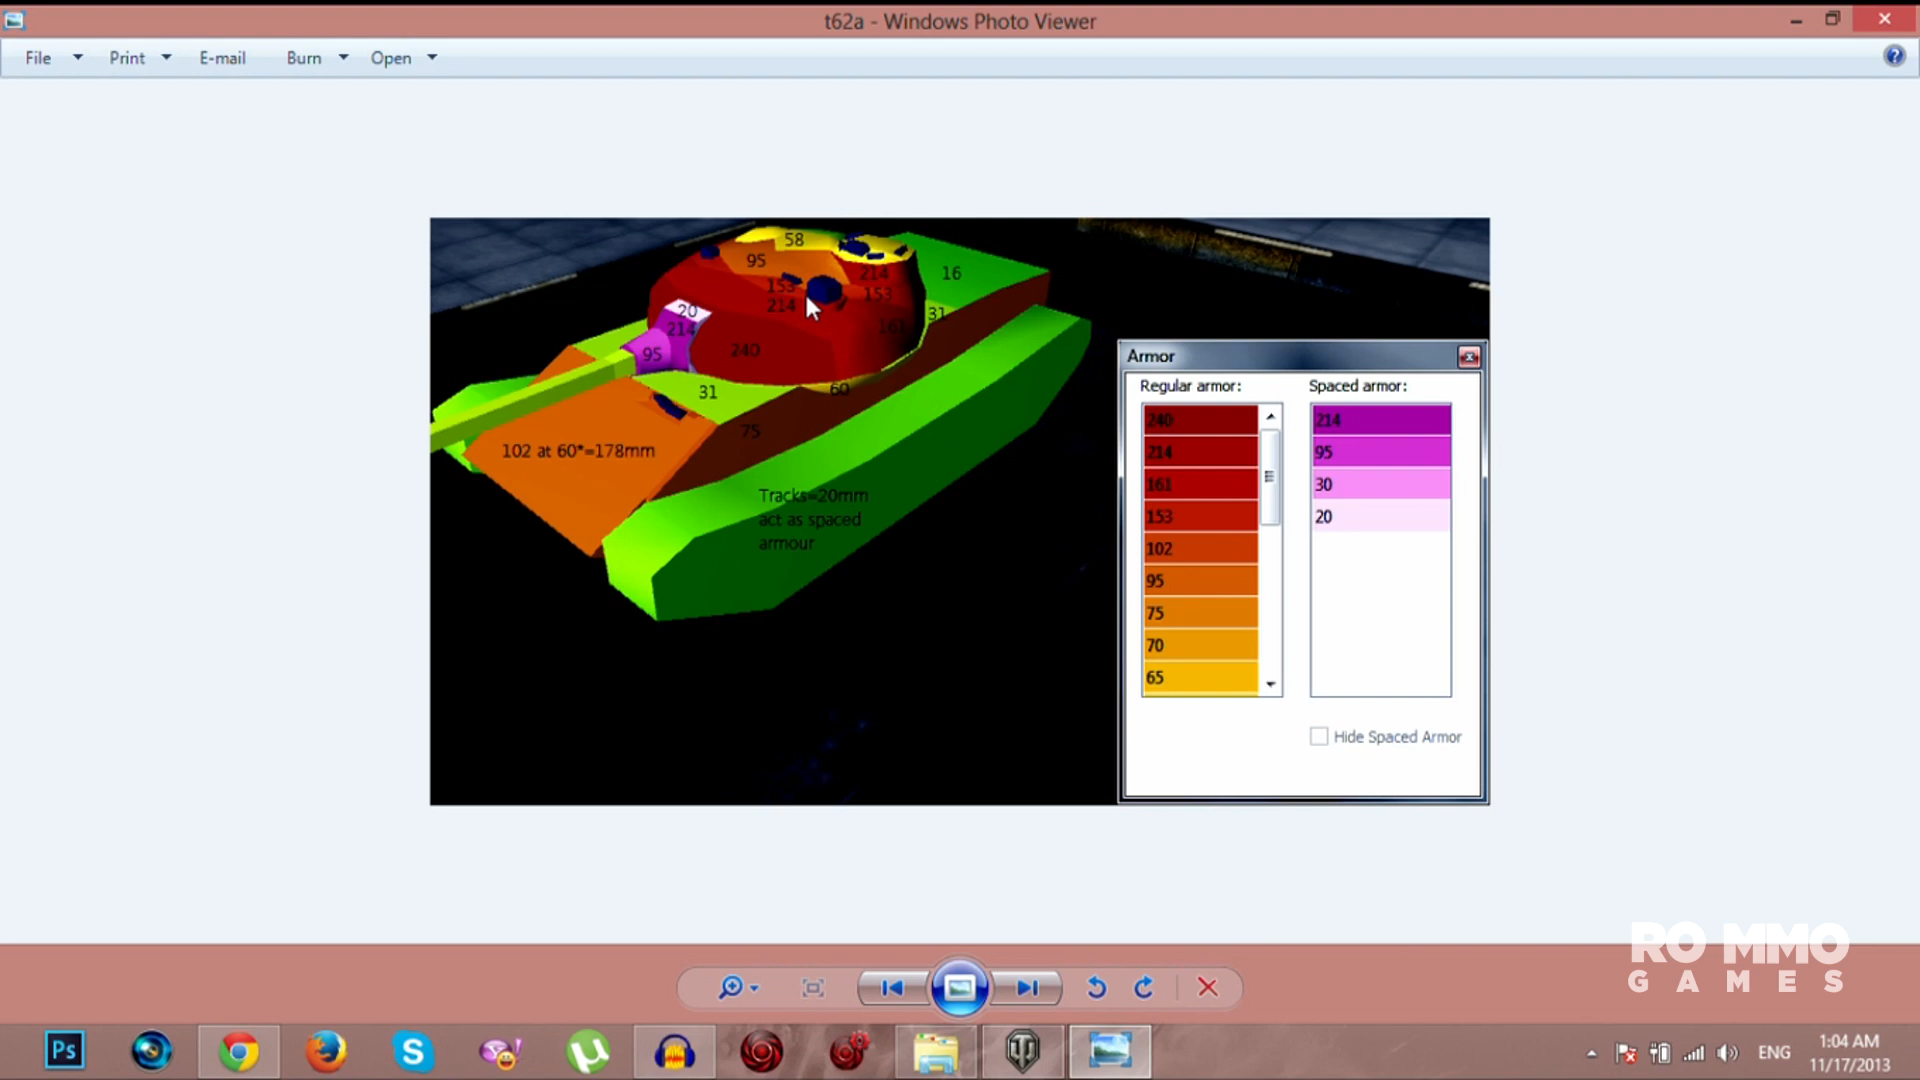 t62a - Windows Photo Viewer
File
Print
E-mail
Burn
Open
58
95
214
16
153
153
214
20
214
161
31
240
95
31
60
75
102 at 60*=178mm
Tracks=20mm
act as spaced
armour
Armor
Regular armor:
Spaced armor:
240
214
161
153
102
95
75
70
65
214
95
30
20
Hide Spaced Armor
RO MMO
GAMES
Ps
S
ENG
1:04 AM
11/17/2013